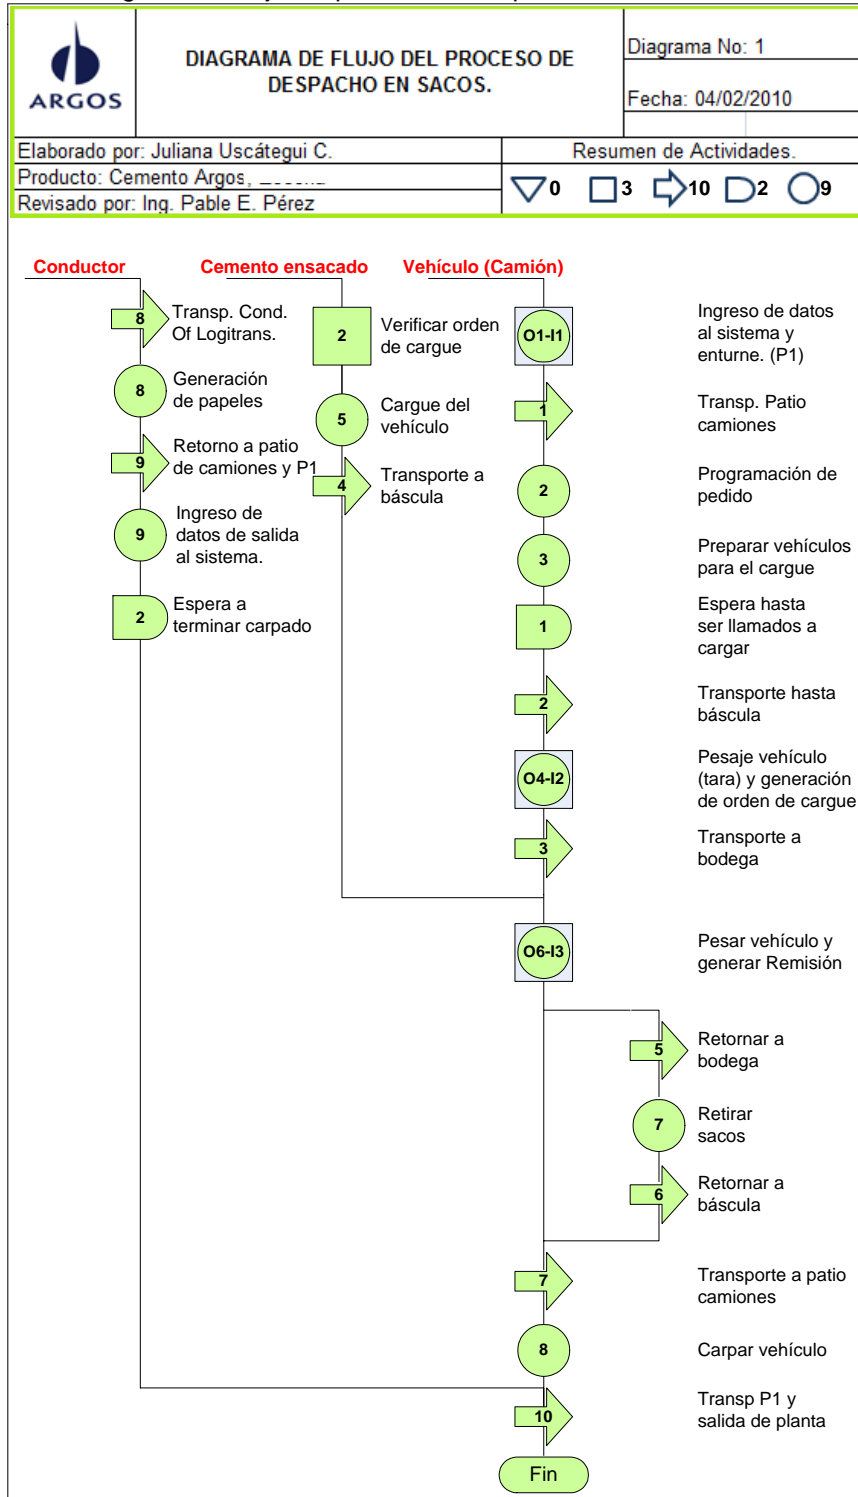 ARGOS
DIAGRAMA DE FLUJO DEL PROCESO DE
DESPACHO EN SACOS.
Diagrama No: 1
Fecha: 04/02/2010
Elaborado por: Juliana Uscátegui C.
Resumen de Actividades.
Producto: Cemento Argos,
Revisado por: Ing. Pable E. Pérez
0 3 10 2 9
Conductor
8
Transp. Cond.
Of Logitrans.
8
Generación
de papeles
9
Retorno a patio
de camiones y P1
9
Ingreso de
datos de salida
al sistema.
2
Espera a
terminar carpado
Cemento ensacado
2
Verificar orden
de cargue
5
Cargue del
vehículo
4
Transporte a
báscula
Vehículo (Camión)
O1-I1
Ingreso de datos
al sistema y
enturne. (P1)
1
Transp. Patio
camiones
2
Programación de
pedido
3
Preparar vehículos
para el cargue
1
Espera hasta
ser llamados a
cargar
2
Transporte hasta
báscula
O4-I2
Pesaje vehículo
(tara) y generación
de orden de cargue
3
Transporte a
bodega
O6-I3
Pesar vehículo y
generar Remisión
5
Retornar a
bodega
7
Retirar
sacos
6
Retornar a
báscula
7
Transporte a patio
camiones
8
Carpar vehículo
10
Transp P1 y
salida de planta
Fin